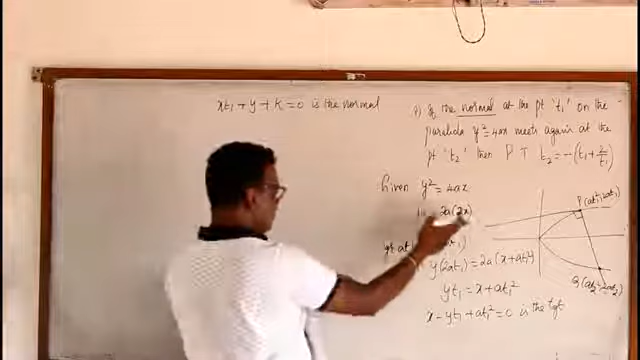 xt₁ + y + K = 0 is the normal
If the normal at the pt 't₁' on the
parabola y² = 4ax meets again at the
pt 't₂' then P T t₂ = -(t₁ + 2/t₁)
Given y² = 4ax
2a(2x)
y(2at₁) = 2a(x + at₁²)
yt₁ = x + at₁²
x - yt₁ + at₁² = 0 is the tgt
P(at₁², 2at₁)
Q(at₂², 2at₂)